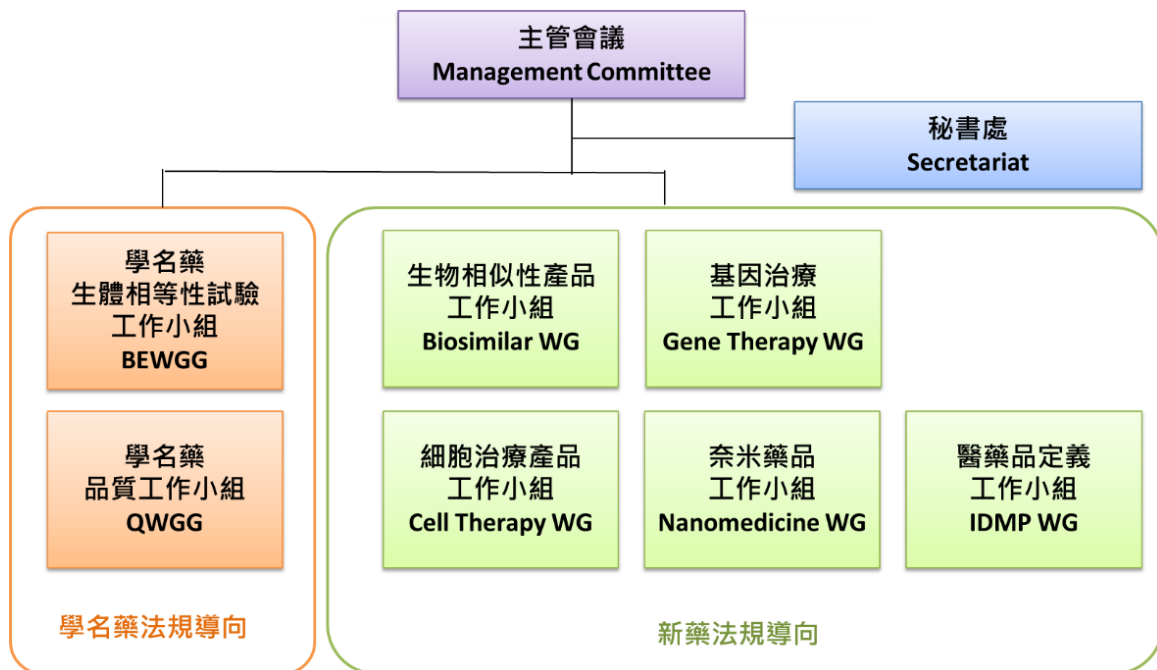 主管會議
Management Committee
秘書處
Secretariat
學名藥
生體相等性試驗
工作小組
BEWGG
學名藥
品質工作小組
QWGG
學名藥法規導向
生物相似性產品
工作小組
Biosimilar WG
基因治療
工作小組
Gene Therapy WG
細胞治療產品
工作小組
Cell Therapy WG
奈米藥品
工作小組
Nanomedicine WG
醫藥品定義
工作小組
IDMP WG
新藥法規導向